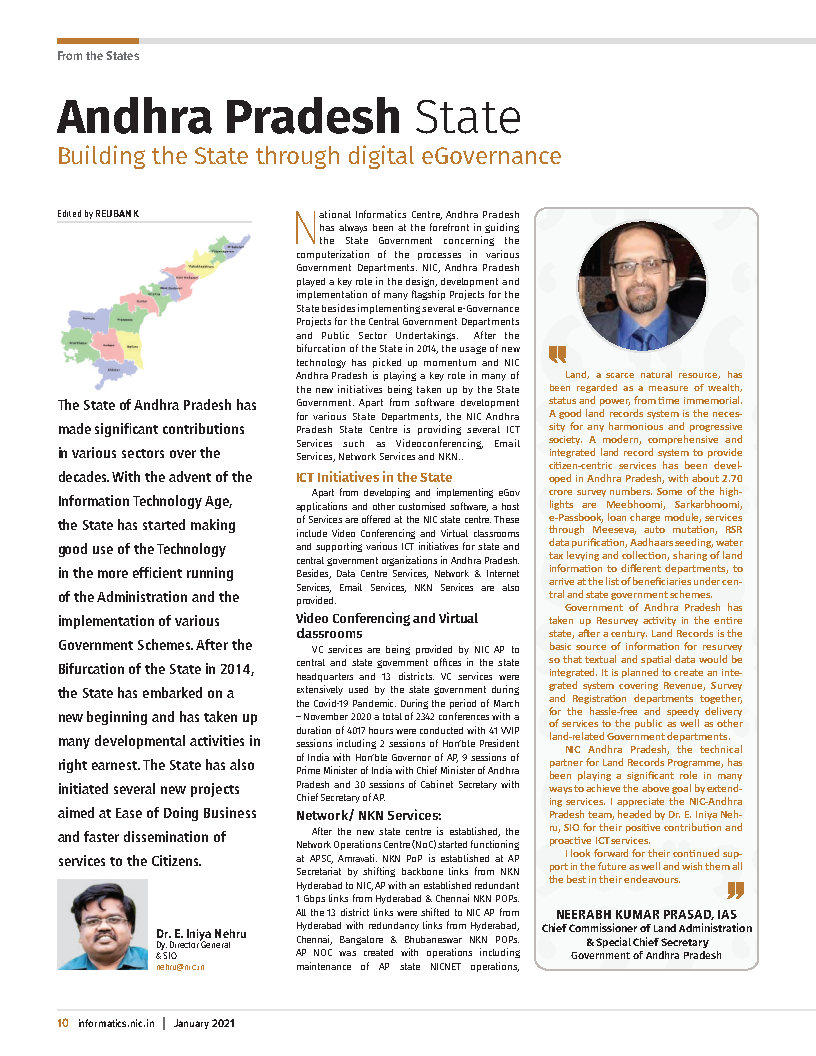 From the States
Andhra Pradesh State
Building the State through digital eGovernance
Edited by REUBAN K
The State of Andhra Pradesh has
made significant contributions
in various sectors over the
decades. With the advent of the
Information Technology Age,
the State has started making
good use of the Technology
in the more efficient running
of the Administration and the
implementation of various
Government Schemes. After the
Bifurcation of the State in 2014,
the State has embarked on a
new beginning and has taken up
many developmental activities in
right earnest. The State has also
initiated several new projects
aimed at Ease of Doing Business
and faster dissemination of
services to the Citizens.
Dr. E. Iniya Nehru
Dy. Director General
& SIO
nehru@nic.in
National Informatics Centre, Andhra Pradesh
has always been at the forefront in guiding
the State Government concerning the
computerization of the processes in various
Government Departments. NIC, Andhra Pradesh
played a key role in the design, development and
implementation of many flagship Projects for the
State besides implementing several e-Governance
Projects for the Central Government Departments
and Public Sector Undertakings. After the
bifurcation of the State in 2014, the usage of new
technology has picked up momentum and NIC
Andhra Pradesh is playing a key role in many of
the new initiatives being taken up by the State
Government. Apart from software development
for various State Departments, the NIC Andhra
Pradesh State Centre is providing several ICT
Services such as Videoconferencing, Email
Services, Network Services and NKN..
ICT Initiatives in the State
Apart from developing and implementing eGov
applications and other customised software, a host
of Services are offered at the NIC state centre. These
include Video Conferencing and Virtual classrooms
and supporting various ICT initiatives for state and
central government organizations in Andhra Pradesh.
Besides, Data Centre Services, Network & Internet
Services, Email Services, NKN Services are also
provided.
Video Conferencing and Virtual
classrooms
VC services are being provided by NIC AP to
central and state government offices in the state
headquarters and 13 districts. VC services were
extensively used by the state government during
the Covid-19 Pandemic. During the period of March
– November 2020 a total of 2342 conferences with a
duration of 4017 hours were conducted with 41 VVIP
sessions including 2 sessions of Hon'ble President
of India with Hon'ble Governor of AP, 9 sessions of
Prime Minister of India with Chief Minister of Andhra
Pradesh and 30 sessions of Cabinet Secretary with
Chief Secretary of AP.
Network/ NKN Services:
After the new state centre is established, the
Network Operations Centre (NoC) started functioning
at APSC, Amravati. NKN PoP is established at AP
Secretariat by shifting backbone links from NKN
Hyderabad to NIC, AP with an established redundant
1 Gbps links from Hyderabad & Chennai NKN POPs.
All the 13 district links were shifted to NIC AP from
Hyderabad with redundancy links from Hyderabad,
Chennai, Bangalore & Bhubaneswar NKN POPS.
AP NOC was created with operations including
maintenance of AP state NICNET operations,
Land, a scarce natural resource, has
been regarded as a measure of wealth,
status and power, from time immemorial.
A good land records system is the neces-
sity for any harmonious and progressive
society. A modern, comprehensive and
integrated land record system to provide
citizen-centric services has been devel-
oped in Andhra Pradesh, with about 2.70
crore survey numbers. Some of the high-
lights are Meebhoomi, Sarkarbhoomi,
e-Passbook, loan charge module, services
through Meeseva, auto mutation, RSR
data purification, Aadhaars seeding, water
tax levying and collection, sharing of land
information to different departments, to
arrive at the list of beneficiaries under cen-
tral and state government schemes.
Government of Andhra Pradesh has
taken up Resurvey activity in the entire
state, after a century. Land Records is the
basic source of information for resurvey
so that textual and spatial data would be
integrated. It is planned to create an inte-
grated system covering Revenue, Survey
and Registration departments together,
for the hassle-free and speedy delivery
of services to the public as well as other
land-related Government departments.
NIC Andhra Pradesh, the technical
partner for Land Records Programme, has
been playing a significant role in many
ways to achieve the above goal by extend-
ing services. I appreciate the NIC-Andhra
Pradesh team, headed by Dr. E. Iniya Neh-
ru, SIO for their positive contribution and
proactive ICT services.
I look forward for their continued sup-
port in the future as well and wish them all
the best in their endeavours.
NEERABH KUMAR PRASAD, IAS
Chief Commissioner of Land Administration
& Special Chief Secretary
Government of Andhra Pradesh
10 informatics.nic.in | January 2021